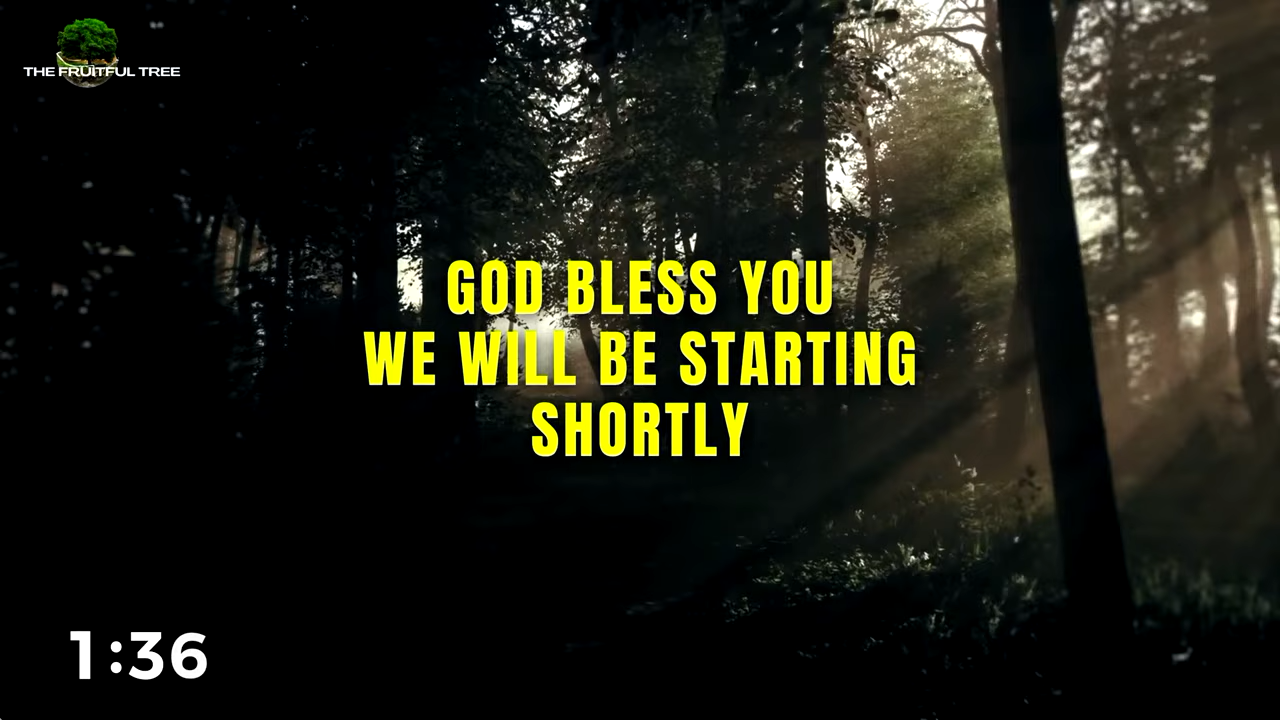 THE FRUITFUL TREE
GOD BLESS YOU
WE WILL BE STARTING
SHORTLY
1:36